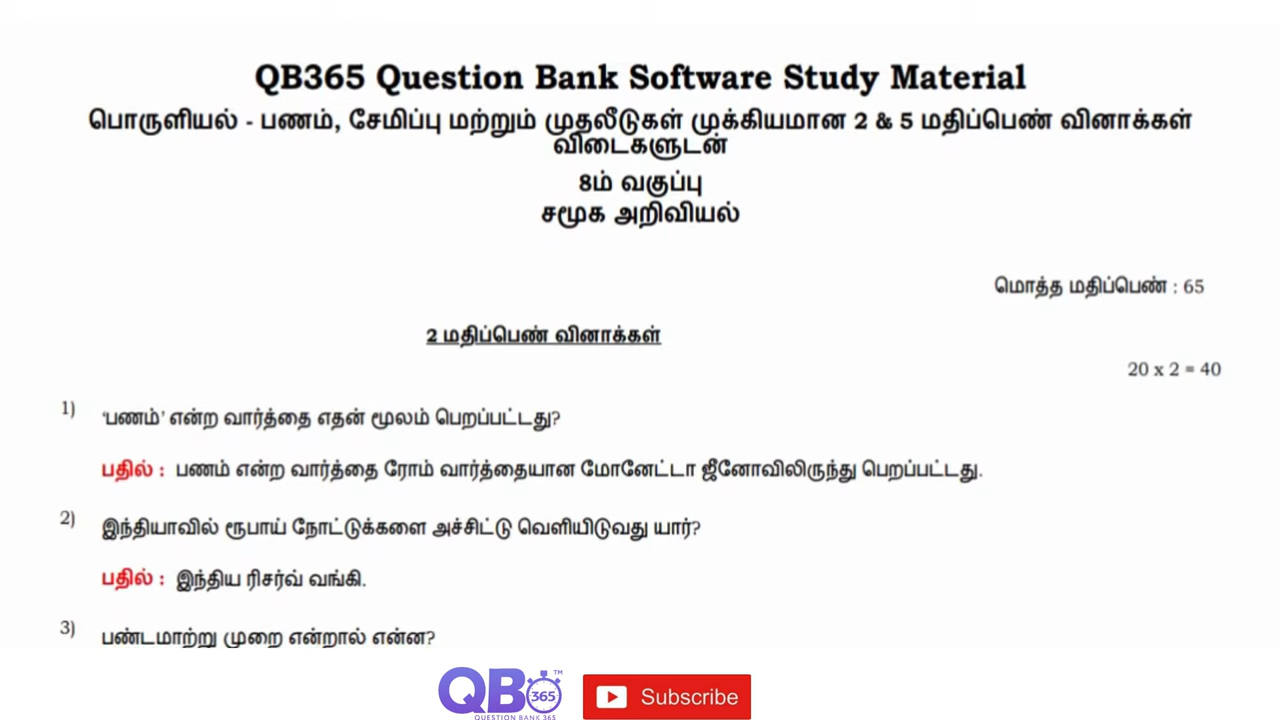 QB365 Question Bank Software Study Material
பொருளியல் - பணம், சேமிப்பு மற்றும் முதலீடுகள் முக்கியமான 2 & 5 மதிப்பெண் வினாக்கள்
விடைகளுடன்
8ம் வகுப்பு
சமூக அறிவியல்
மொத்த மதிப்பெண் : 65
2 மதிப்பெண் வினாக்கள்
20 x 2 = 40
1) ‘பணம்’ என்ற வார்த்தை எதன் மூலம் பெறப்பட்டது?
பதில் : பணம் என்ற வார்த்தை ரோம் வார்த்தையான மோனேட்டா ஜீனோவிலிருந்து பெறப்பட்டது.
2) இந்தியாவில் ரூபாய் நோட்டுக்களை அச்சிட்டு வெளியிடுவது யார்?
பதில் : இந்திய ரிசர்வ் வங்கி.
3) பண்டமாற்று முறை என்றால் என்ன?
QB 365 ™
QUESTION BANK 365
Subscribe